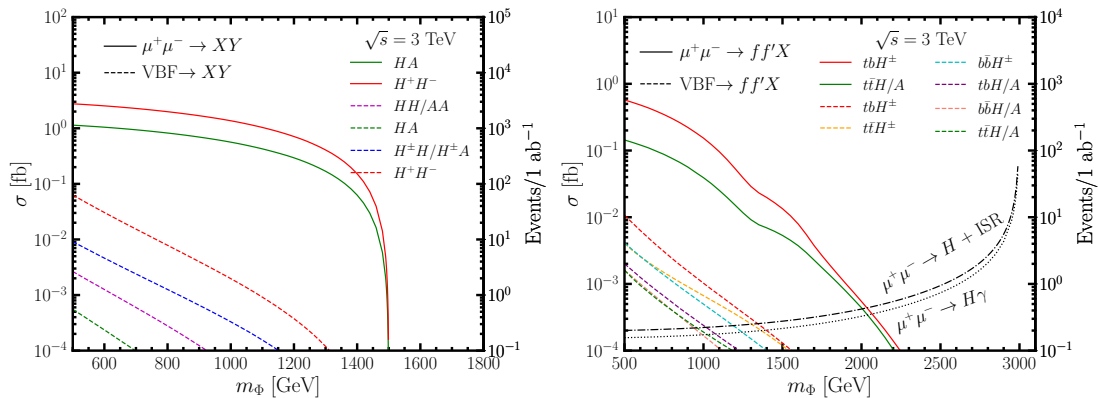 10² 10¹ 10⁰ 10⁻¹ 10⁻² 10⁻³ 10⁻⁴
σ [fb]
μ⁺μ⁻ → XY
VBF→ XY
√s = 3 TeV
HA
H⁺H⁻
HH/AA
HA
H^±H/H^±A
H⁺H⁻
600 800 1000 1200 1400 1600 1800
m_Φ [GeV]
10⁵ 10⁴ 10³ 10² 10¹ 10⁰ 10⁻¹
Events/1 ab⁻¹
10¹ 10⁰ 10⁻¹ 10⁻² 10⁻³ 10⁻⁴
σ [fb]
μ⁺μ⁻ → ff′X
VBF→ ff′X
√s = 3 TeV
tbH^±
tt̄H/A
tbH^±
tt̄H^±
bb̄H^±
tbH/A
bb̄H/A
tt̄H/A
μ⁺μ⁻ → H + ISR
μ⁺μ⁻ → Hγ
500 1000 1500 2000 2500 3000
m_Φ [GeV]
10⁴ 10³ 10² 10¹ 10⁰ 10⁻¹
Events/1 ab⁻¹